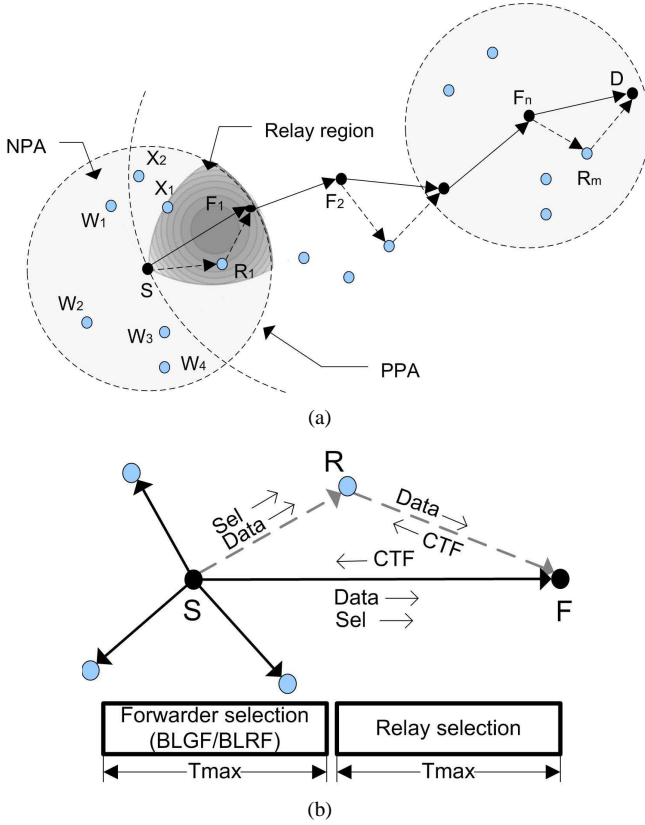 D
Fn
Relay region
NPA
X2
X1
F1
F2
Rm
W1
R1
S
W2
W3
W4
PPA
(a)
R
Sel →
Data →
Data →
← CTF
← CTF
S
F
Data →
Sel →
Forwarder selection
(BLGF/BLRF)
Relay selection
Tmax
Tmax
(b)